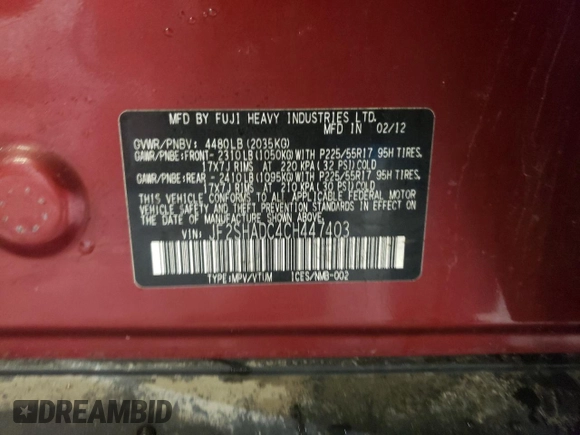 MFD BY FUJI HEAVY INDUSTRIES LTD.
MFD IN 02/12
GVWR/PNBV: 4480LB (2035KG)
GAWR/PNBE:FRONT- 2310LB(1050KG)WITH P225/55R17 95H TIRES,
17X7J RIMS AT 220 KPA(32 PSI)COLD
GAWR/PNBE:REAR - 2410LB(1095KG)WITH P225/55R17 95H TIRES,
17X7J RIMS AT 210 KPA(30 PSI)COLD
THIS VEHICLE CONFORMS TO ALL APPLICABLE FEDERAL MOTOR
VEHICLE SAFETY AND THEFT PREVENTION STANDARDS IN EFFECT ON
THE DATE OF MANUFACTURE SHOWN ABOVE.
VIN: JF2SHADC4CH447403
TYPE:MPV/VTUM ICES/NMB-002
DREAMBID